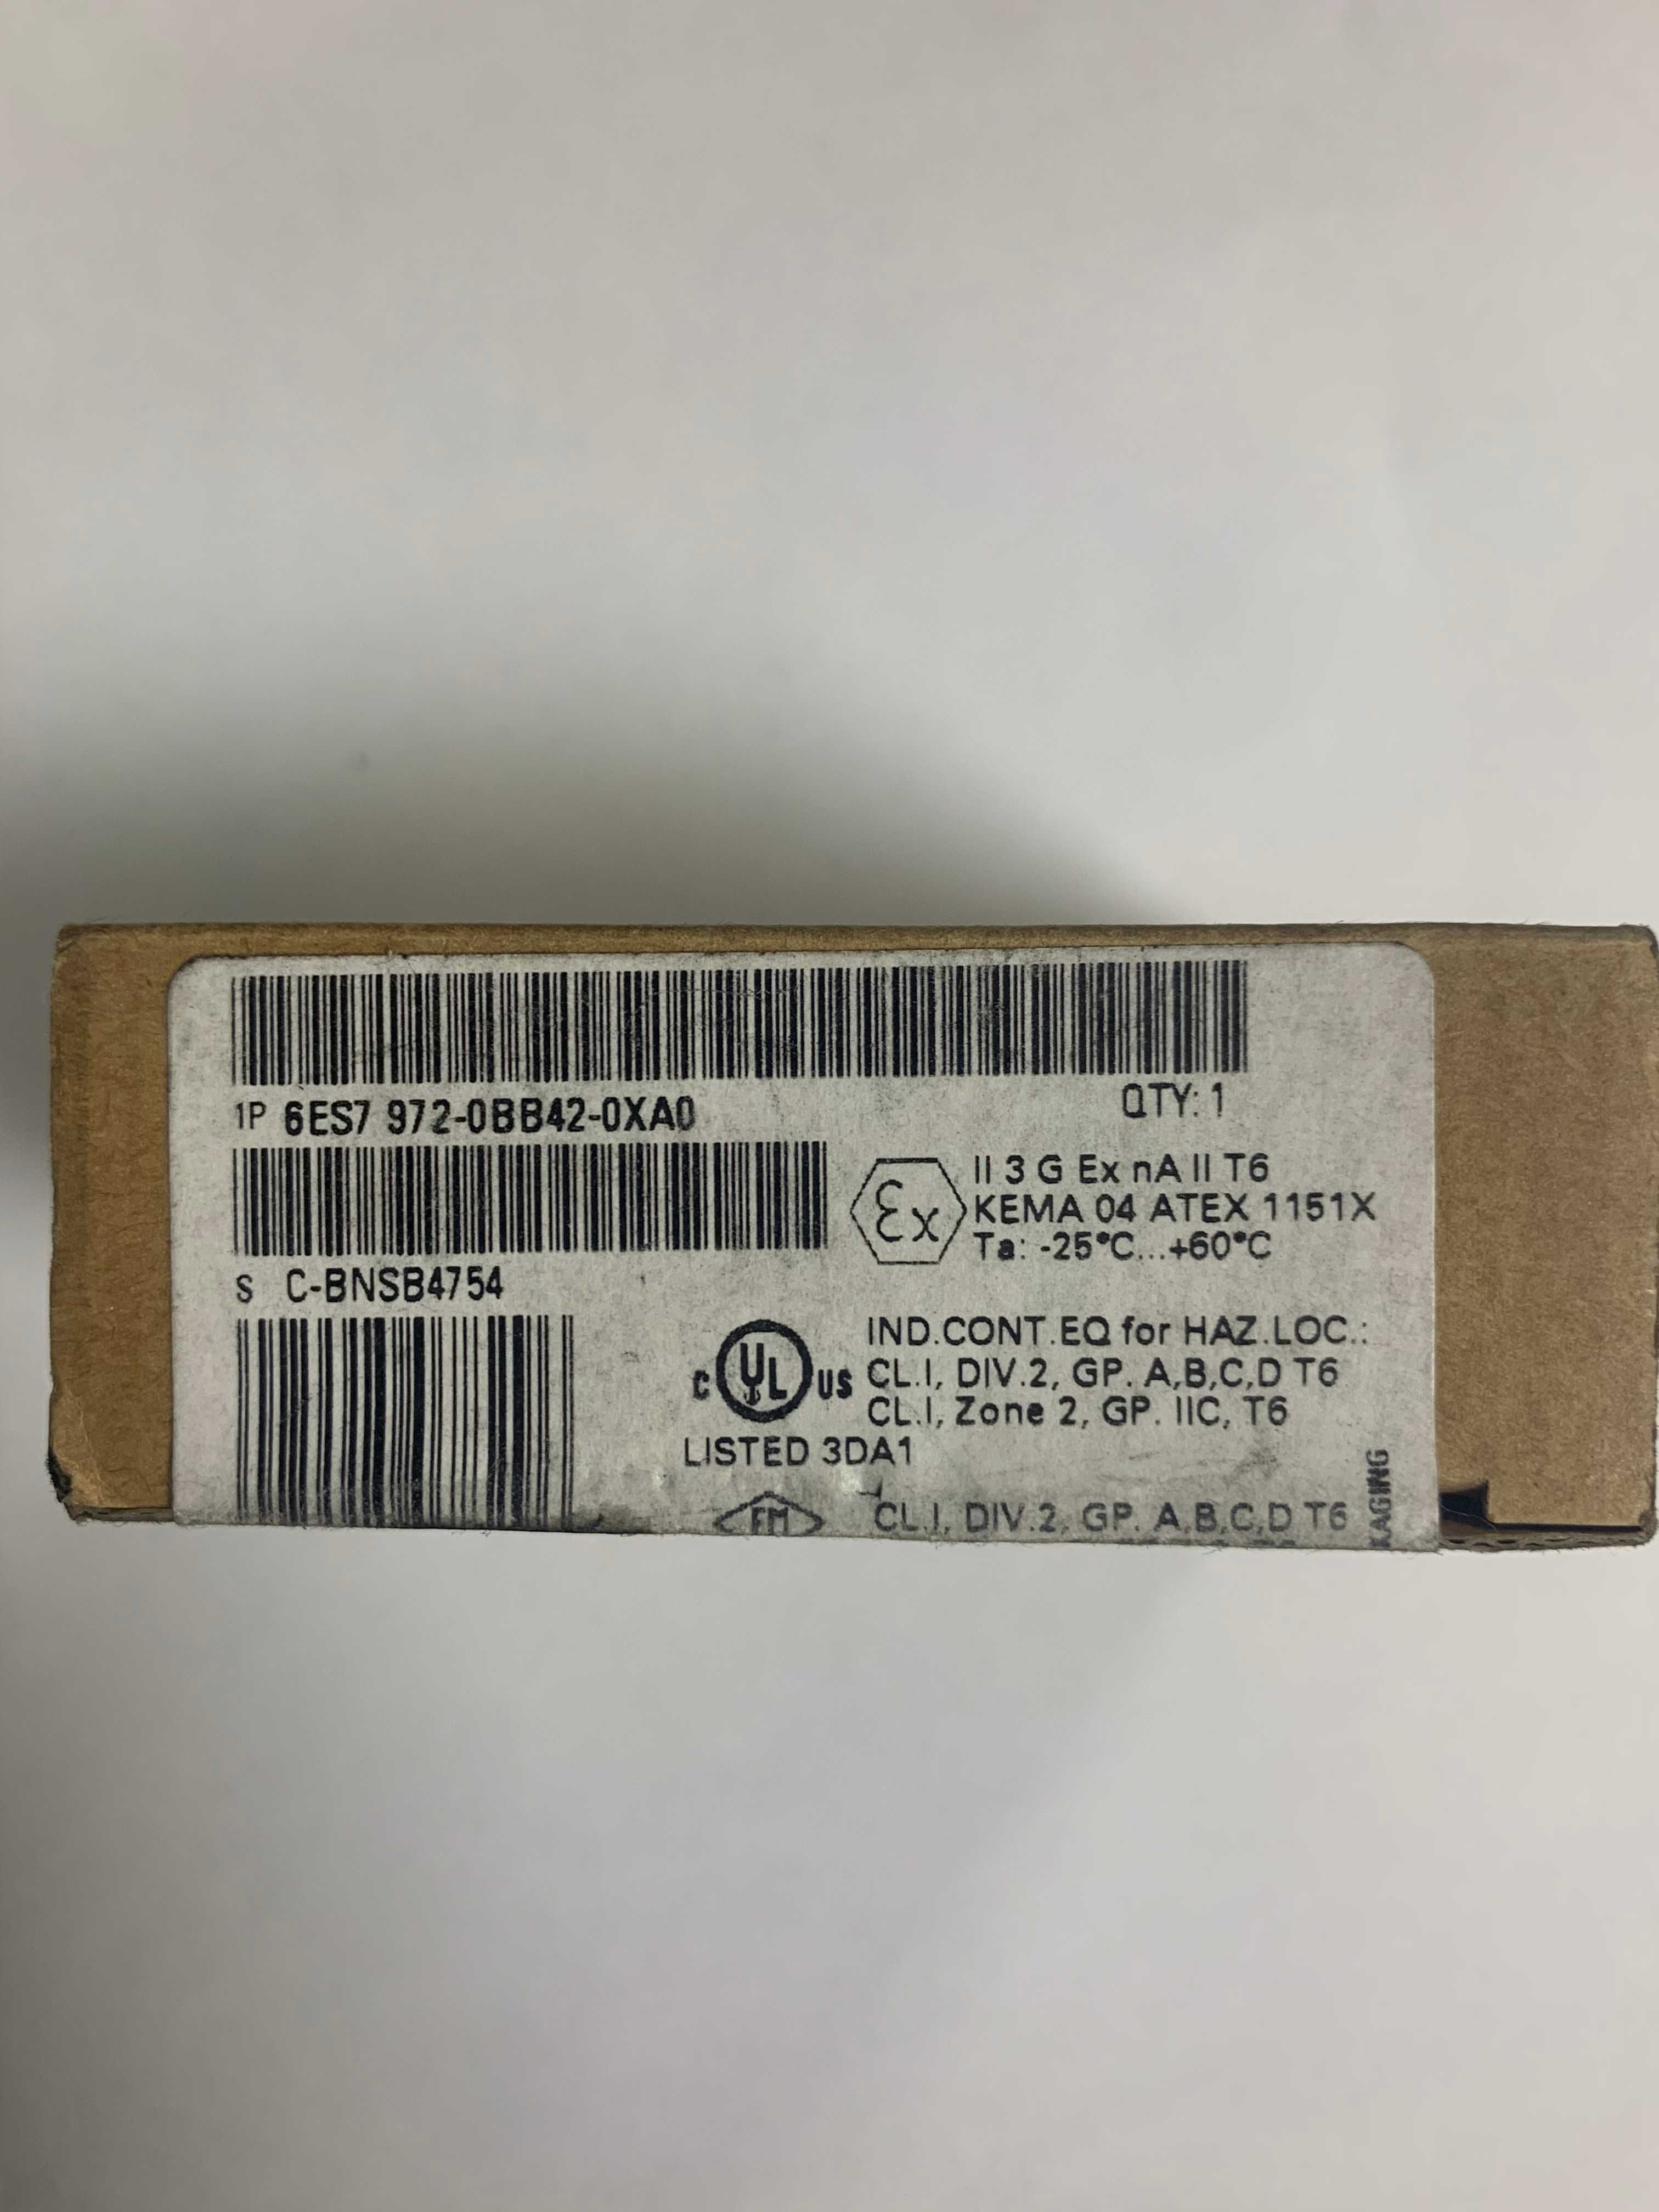 1P 6ES7 972-0BB42-0XA0
QTY: 1
S C-BNSB4754
Ex
II 3 G Ex nA II T6
KEMA 04 ATEX 1151X
Ta: -25°C...+60°C
C UL US
LISTED 3DA1
IND.CONT.EQ for HAZ.LOC.:
CL.I, DIV.2, GP. A,B,C,D T6
CL.I, Zone 2, GP. IIC, T6
FM
CL.I, DIV.2, GP. A,B,C,D T6